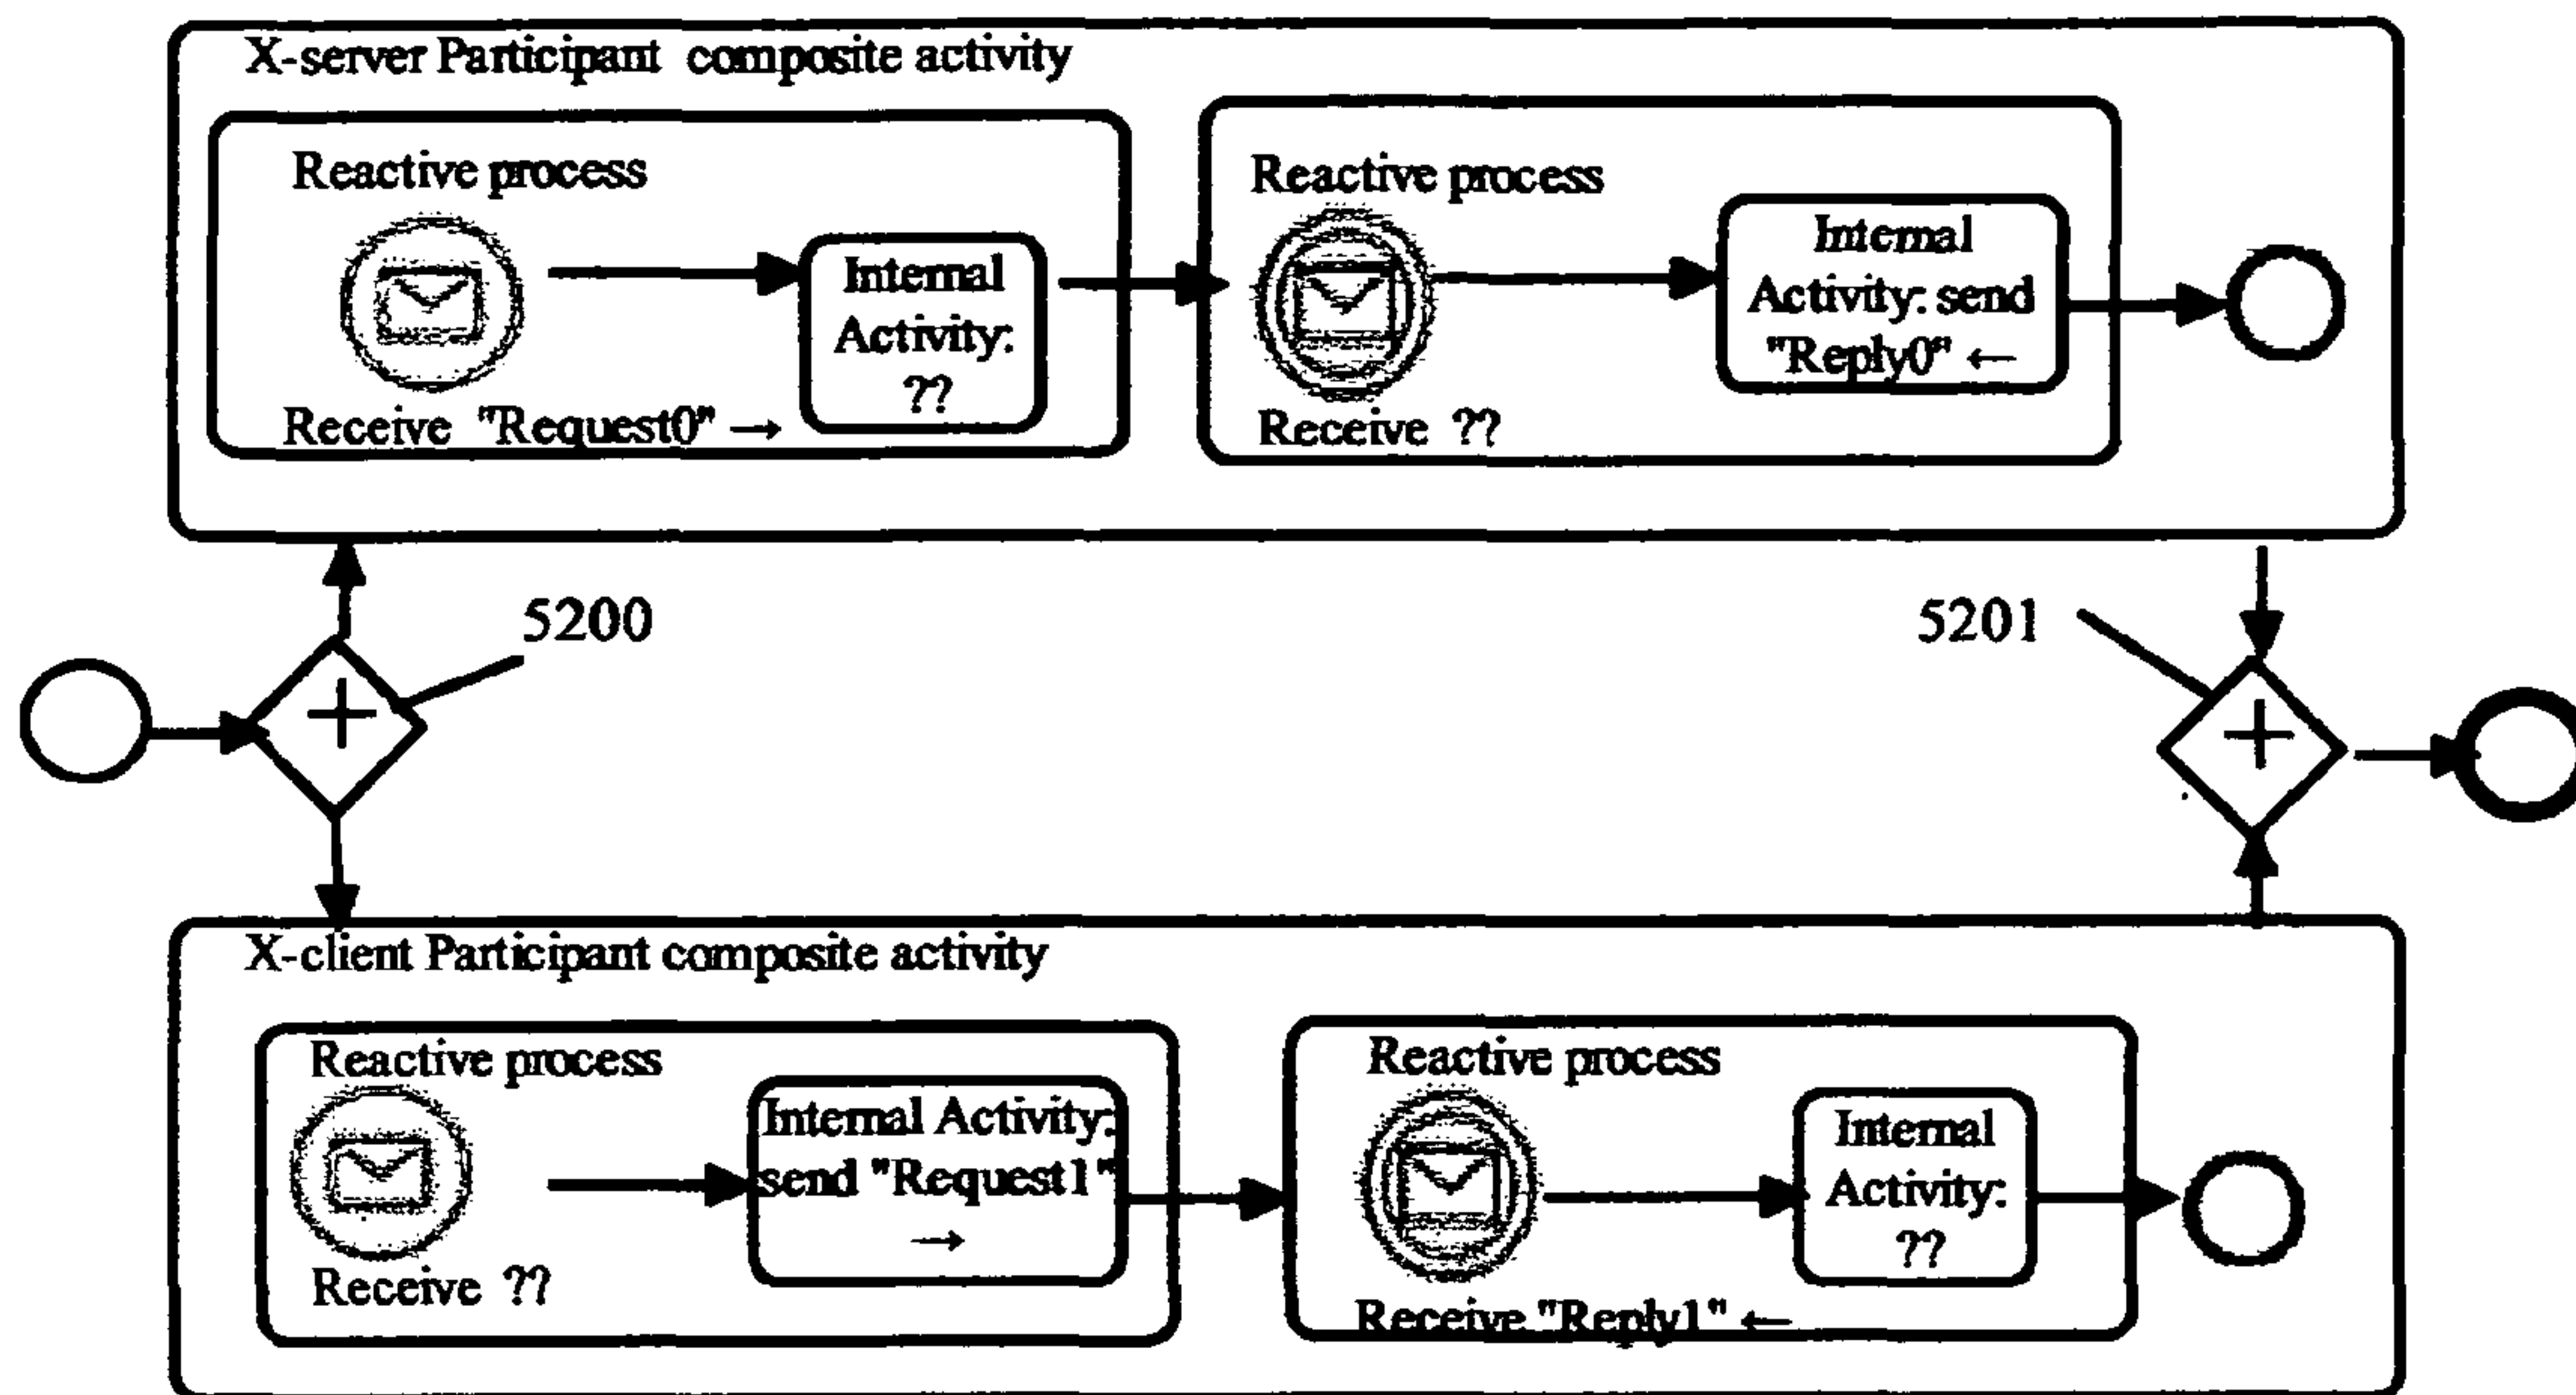 X-server Participant composite activity
Reactive process
Receive "Request0" →
Internal
Activity:
??
Reactive process
Receive ??
Internal
Activity: send
"Reply0" ←
5200
5201
X-client Participant composite activity
Reactive process
Receive ??
Internal Activity:
send "Request1"
→
Reactive process
Receive "Reply1" ←
Internal
Activity:
??